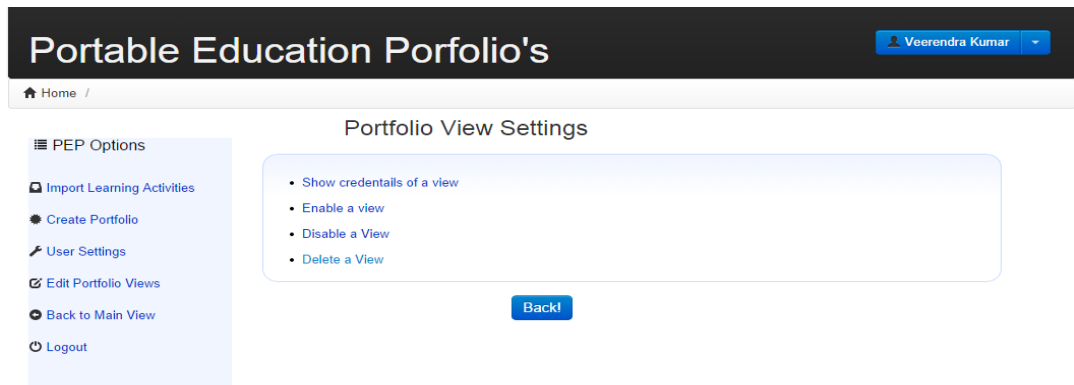 Portable Education Porfolio's
Veerendra Kumar
Home /
PEP Options
Import Learning Activities
Create Portfolio
User Settings
Edit Portfolio Views
Back to Main View
Logout
Portfolio View Settings
• Show credentails of a view
• Enable a view
• Disable a View
• Delete a View
Back!